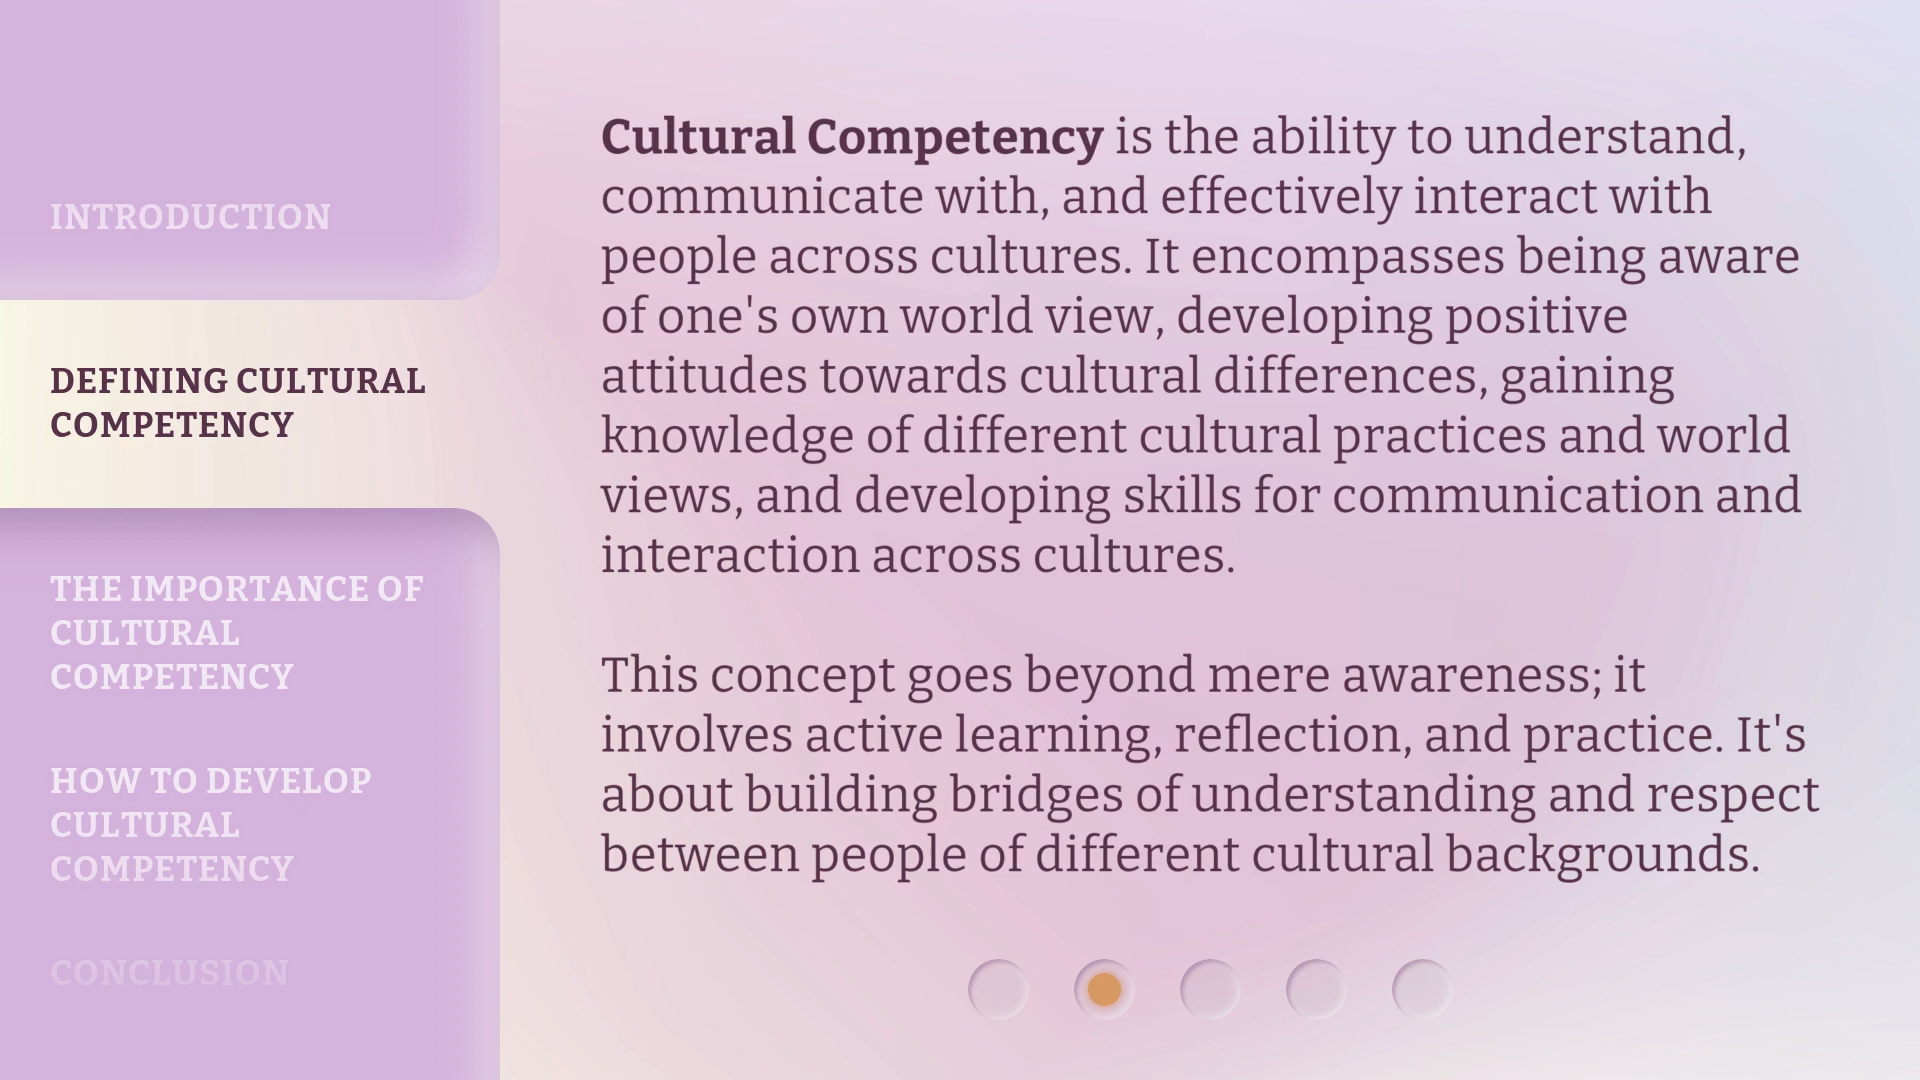 INTRODUCTION
DEFINING CULTURAL
COMPETENCY
THE IMPORTANCE OF
CULTURAL
COMPETENCY
HOW TO DEVELOP
CULTURAL
COMPETENCY
CONCLUSION
Cultural Competency is the ability to understand,
communicate with, and effectively interact with
people across cultures. It encompasses being aware
of one's own world view, developing positive
attitudes towards cultural differences, gaining
knowledge of different cultural practices and world
views, and developing skills for communication and
interaction across cultures.
This concept goes beyond mere awareness; it
involves active learning, reflection, and practice. It's
about building bridges of understanding and respect
between people of different cultural backgrounds.